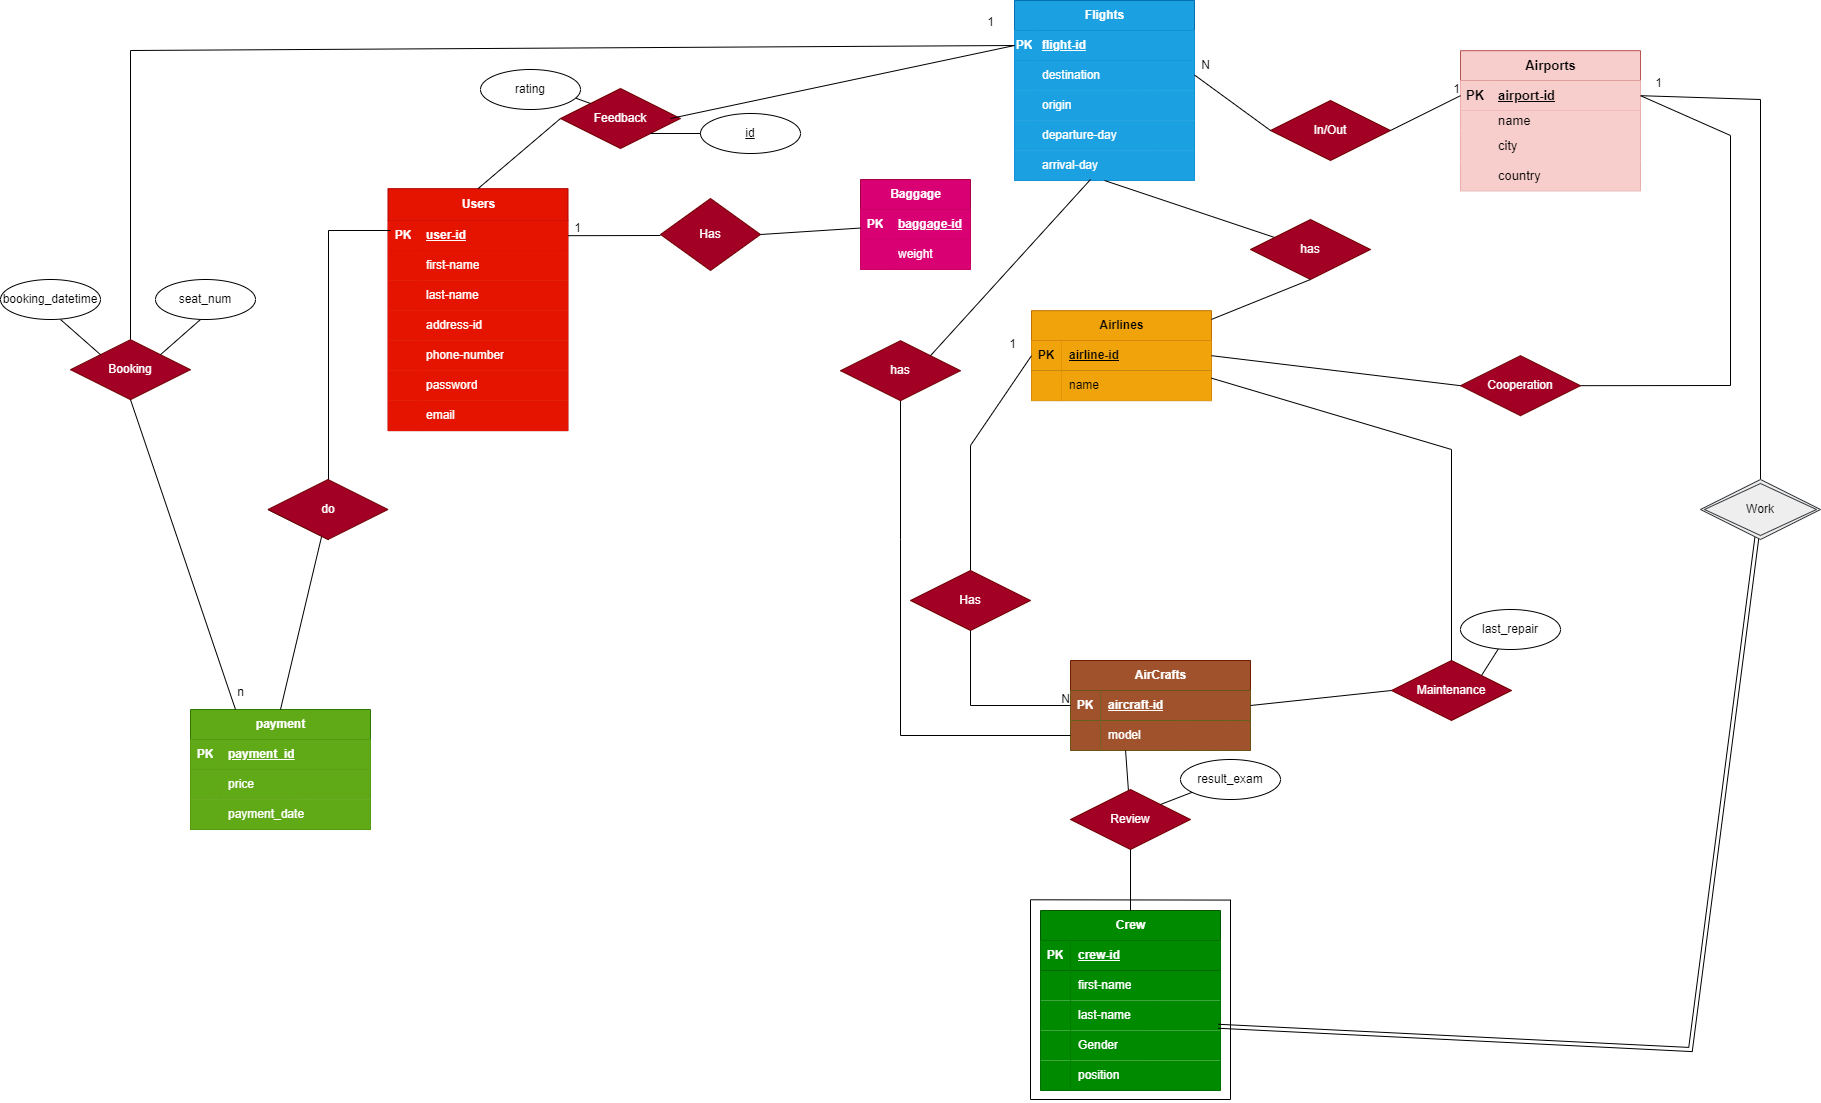 Flights
PK flight-id
destination
origin
departure-day
arrival-day
1
N
1
1
Airports
PK airport-id
name
city
country
In/Out
rating
Feedback
id
Users
PK user-id
first-name
last-name
address-id
phone-number
password
email
1
Has
Baggage
PK baggage-id
weight
has
booking_datetime
seat_num
Booking
has
1
Airlines
PK airline-id
name
Cooperation
do
Work
Has
last_repair
Maintenance
N
AirCrafts
PK aircraft-id
model
n
payment
PK payment_id
price
payment_date
result_exam
Review
Crew
PK crew-id
first-name
last-name
Gender
position